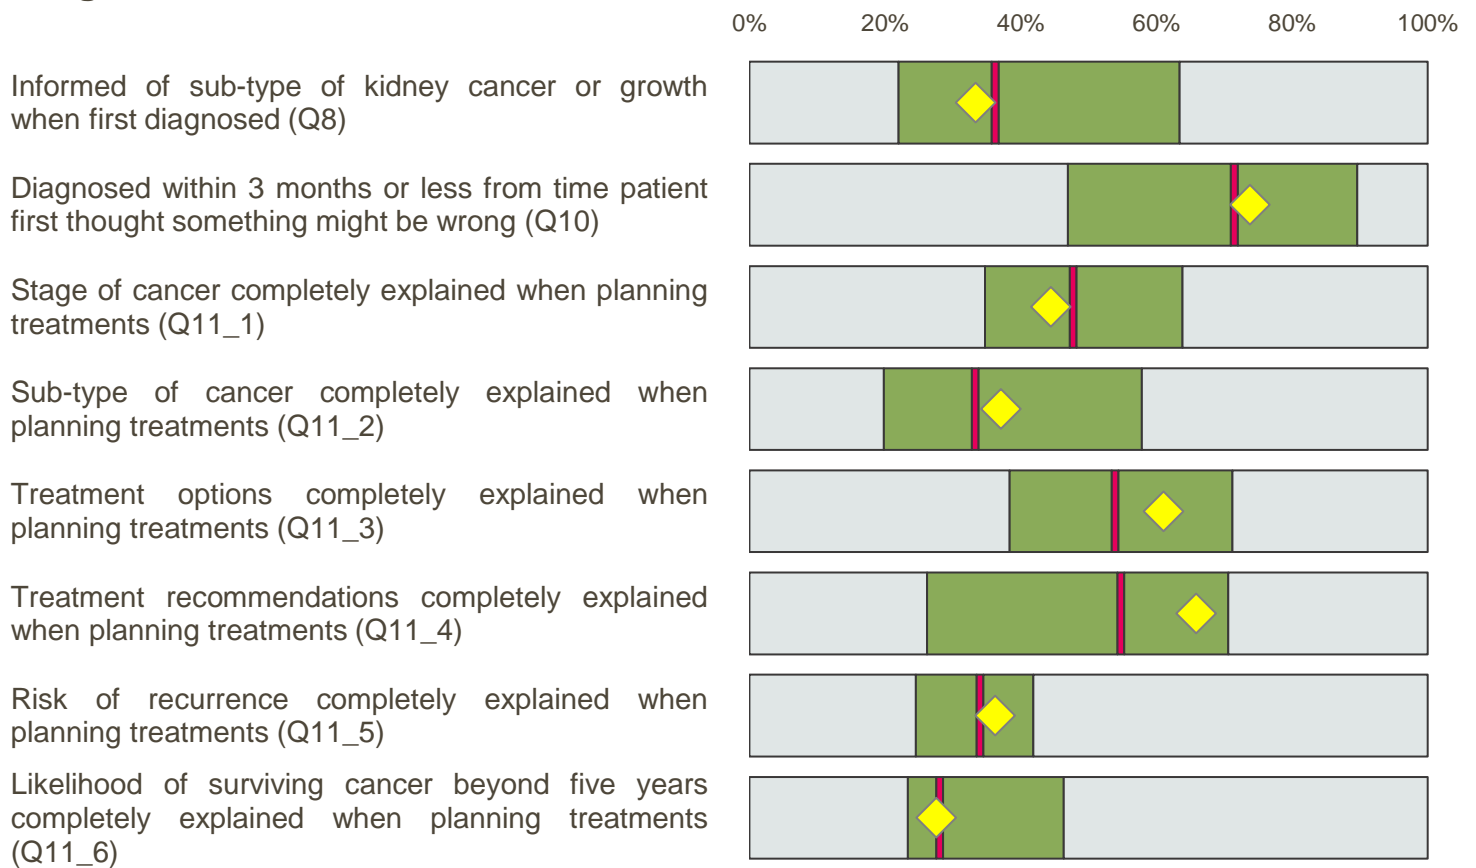 0% 20% 40% 60% 80% 100%
Informed of sub-type of kidney cancer or growth
when first diagnosed (Q8)
Diagnosed within 3 months or less from time patient
first thought something might be wrong (Q10)
Stage of cancer completely explained when planning
treatments (Q11_1)
Sub-type of cancer completely explained when
planning treatments (Q11_2)
Treatment options completely explained when
planning treatments (Q11_3)
Treatment recommendations completely explained
when planning treatments (Q11_4)
Risk of recurrence completely explained when
planning treatments (Q11_5)
Likelihood of surviving cancer beyond five years
completely explained when planning treatments
(Q11_6)